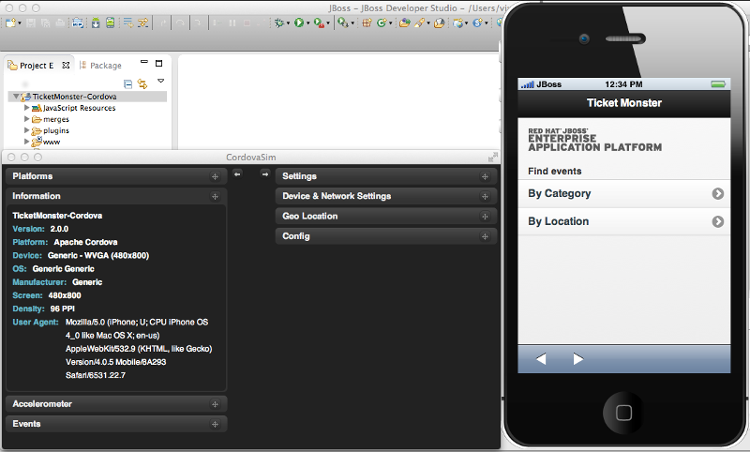 JBoss – JBoss Developer Studio – /Users/vi
Project E
Package
TicketMonster-Cordova
JavaScript Resources
merges
plugins
www
CordovaSim
Platforms
Information
TicketMonster-Cordova
Version: 2.0.0
Platform: Apache Cordova
Device: Generic - WVGA (480x800)
OS: Generic Generic
Manufacturer: Generic
Screen: 480x800
Density: 96 PPI
User Agent: Mozilla/5.0 (iPhone; U; CPU iPhone OS
4_0 like Mac OS X; en-us)
AppleWebKit/532.9 (KHTML, like Gecko)
Version/4.0.5 Mobile/8A293
Safari/6531.22.7
Accelerometer
Events
Settings
Device & Network Settings
Geo Location
Config
JBoss 12:34 PM
Ticket Monster
RED HAT® JBOSS®
ENTERPRISE
APPLICATION PLATFORM
Find events
By Category
By Location